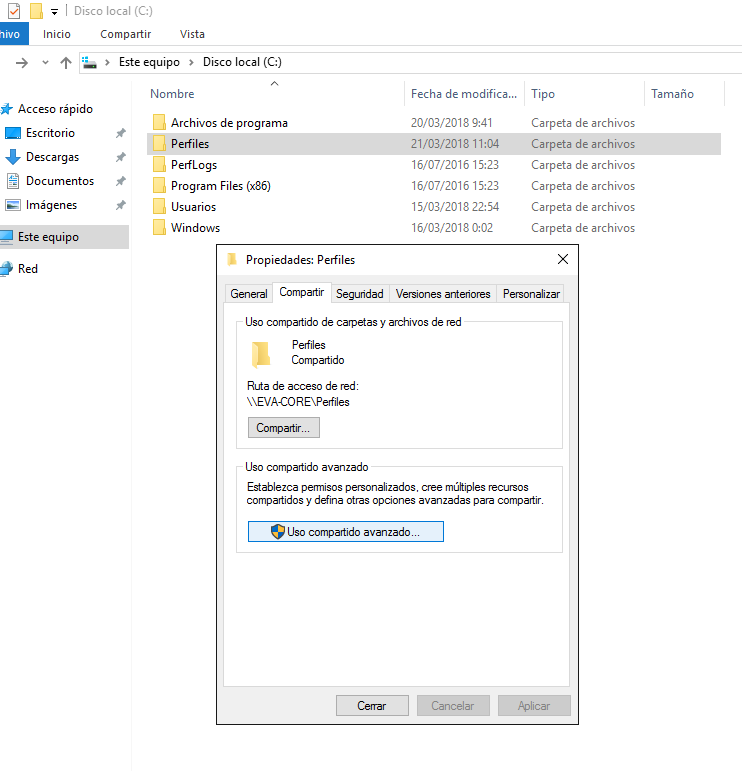 Disco local (C:)
hivo Inicio Compartir Vista
Este equipo Disco local (C:)
Nombre Fecha de modifica... Tipo Tamaño
Acceso rápido
Escritorio
Descargas
Documentos
Imágenes
Este equipo
Red
Archivos de programa 20/03/2018 9:41 Carpeta de archivos
Perfiles 21/03/2018 11:04 Carpeta de archivos
PerfLogs 16/07/2016 15:23 Carpeta de archivos
Program Files (x86) 16/07/2016 15:23 Carpeta de archivos
Usuarios 15/03/2018 22:54 Carpeta de archivos
Windows 16/03/2018 0:02 Carpeta de archivos
Propiedades: Perfiles
General Compartir Seguridad Versiones anteriores Personalizar
Uso compartido de carpetas y archivos de red
Perfiles
Compartido
Ruta de acceso de red:
\\EVA-CORE\Perfiles
Compartir...
Uso compartido avanzado
Establezca permisos personalizados, cree múltiples recursos
compartidos y defina otras opciones avanzadas para compartir.
Uso compartido avanzado...
Cerrar Cancelar Aplicar